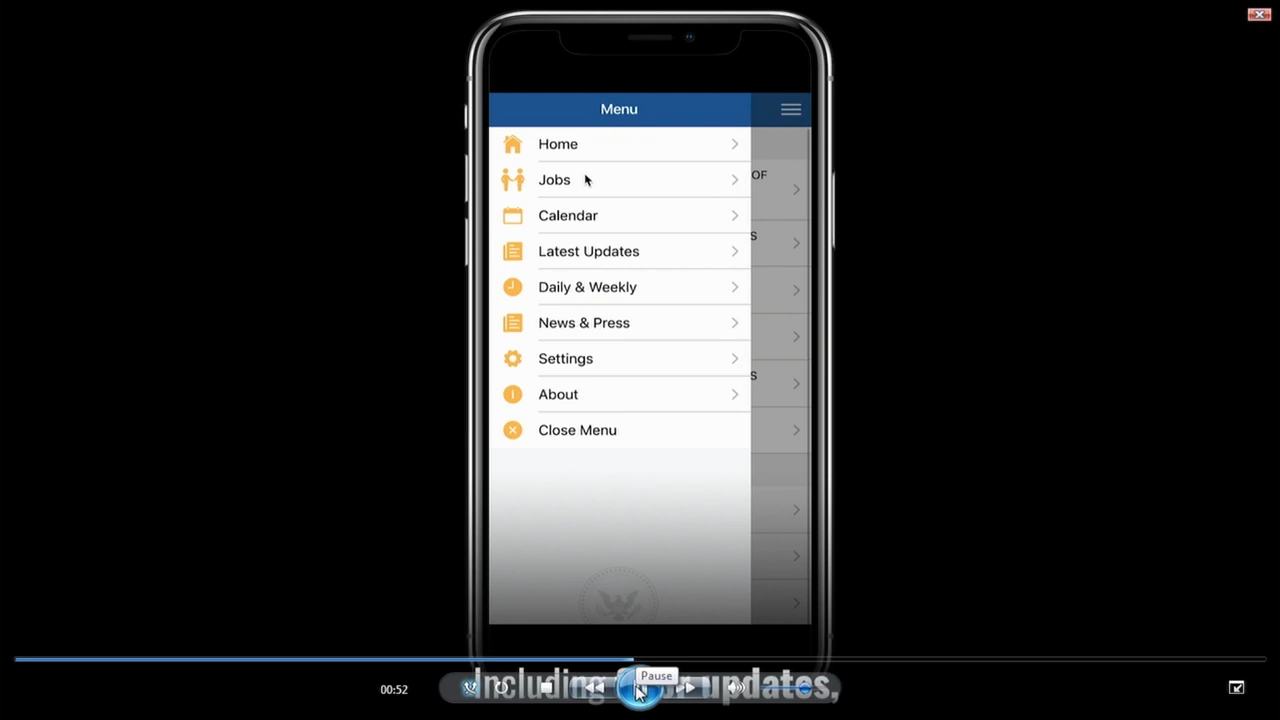 Menu
Home
Jobs
Calendar
Latest Updates
Daily & Weekly
News & Press
Settings
About
Close Menu
OF
S
S
Pause
including updates,
00:52